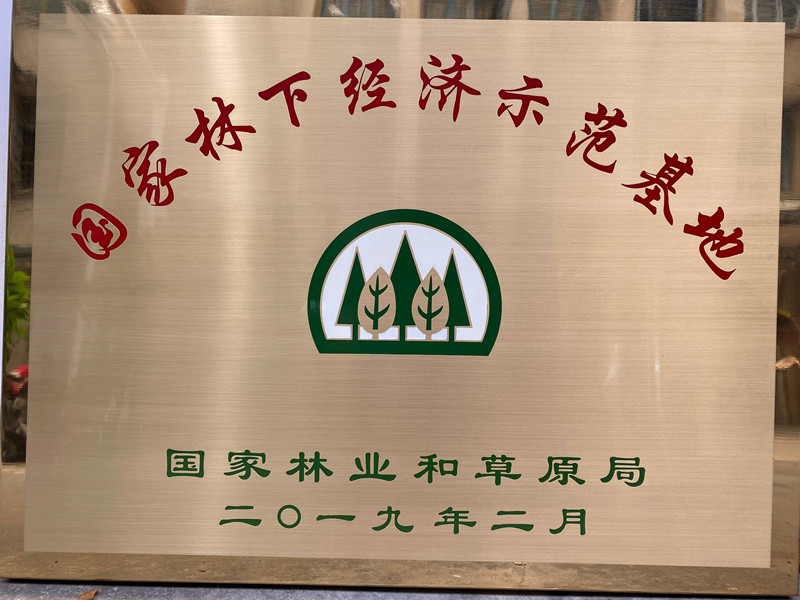 国家林下经济示范基地
国家林业和草原局
二〇一九年二月